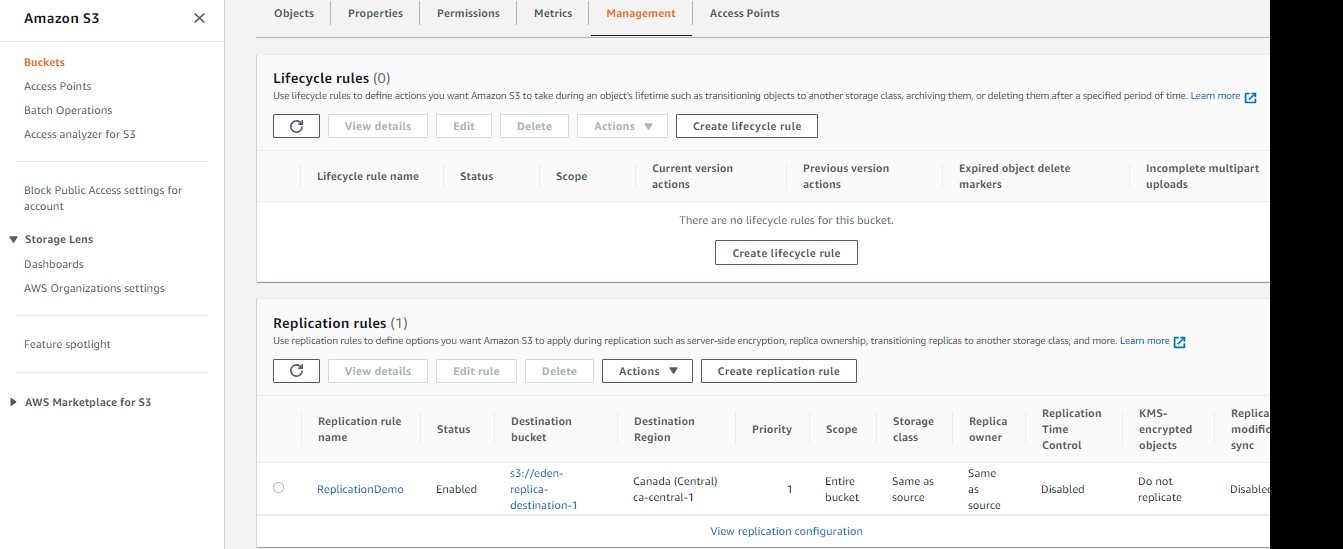 Amazon S3
Buckets
Access Points
Batch Operations
Access analyzer for S3
Block Public Access settings for
account
Storage Lens
Dashboards
AWS Organizations settings
Feature spotlight
AWS Marketplace for S3
Objects Properties Permissions Metrics Management Access Points
Lifecycle rules (0)
Use lifecycle rules to define actions you want Amazon S3 to take during an object's lifetime such as transitioning objects to another storage class, archiving them, or deleting them after a specified period of time. Learn more
View details Edit Delete Actions Create lifecycle rule
Lifecycle rule name Status Scope Current version actions Previous version actions Expired object delete markers Incomplete multipart uploads
There are no lifecycle rules for this bucket.
Create lifecycle rule
Replication rules (1)
Use replication rules to define options you want Amazon S3 to apply during replication such as server-side encryption, replica ownership, transitioning replicas to another storage class, and more. Learn more
View details Edit rule Delete Actions Create replication rule
Replication rule name Status Destination bucket Destination Region Priority Scope Storage class Replica owner Replication Time Control KMS-encrypted objects Replica modific sync
ReplicationDemo Enabled s3://eden-replica-destination-1 Canada (Central) ca-central-1 1 Entire bucket Same as source Same as source Disabled Do not replicate Disabled
View replication configuration